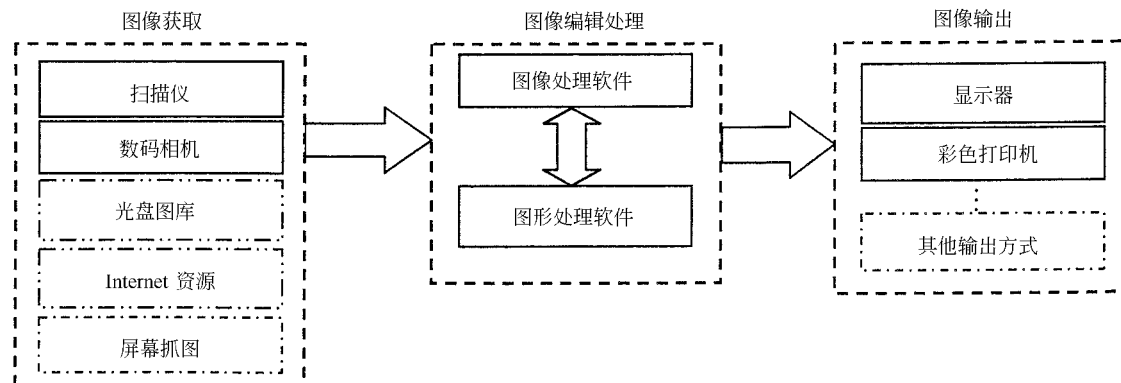 图像获取
扫描仪
数码相机
光盘图库
Internet 资源
屏幕抓图
图像编辑处理
图像处理软件
图形处理软件
图像输出
显示器
彩色打印机
其他输出方式